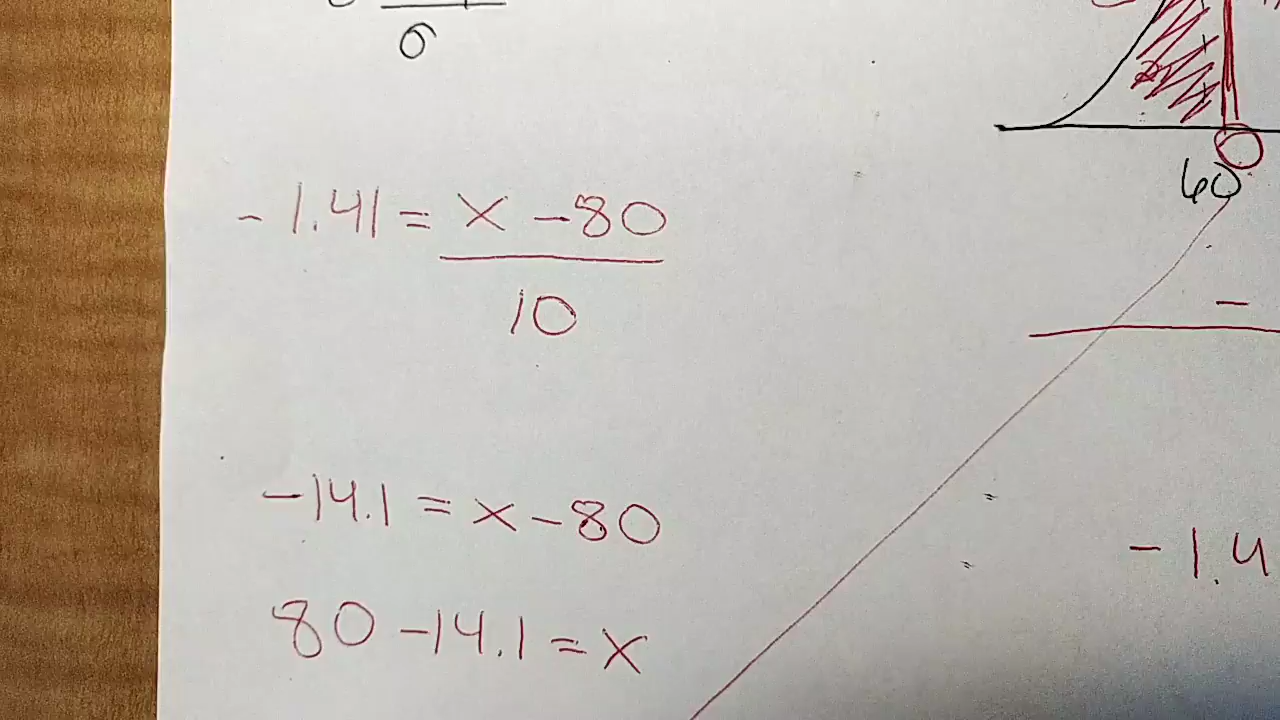 σ
-1.41 = x - 80
10
-14.1 = x - 80
80 - 14.1 = x
60
-
-1.4